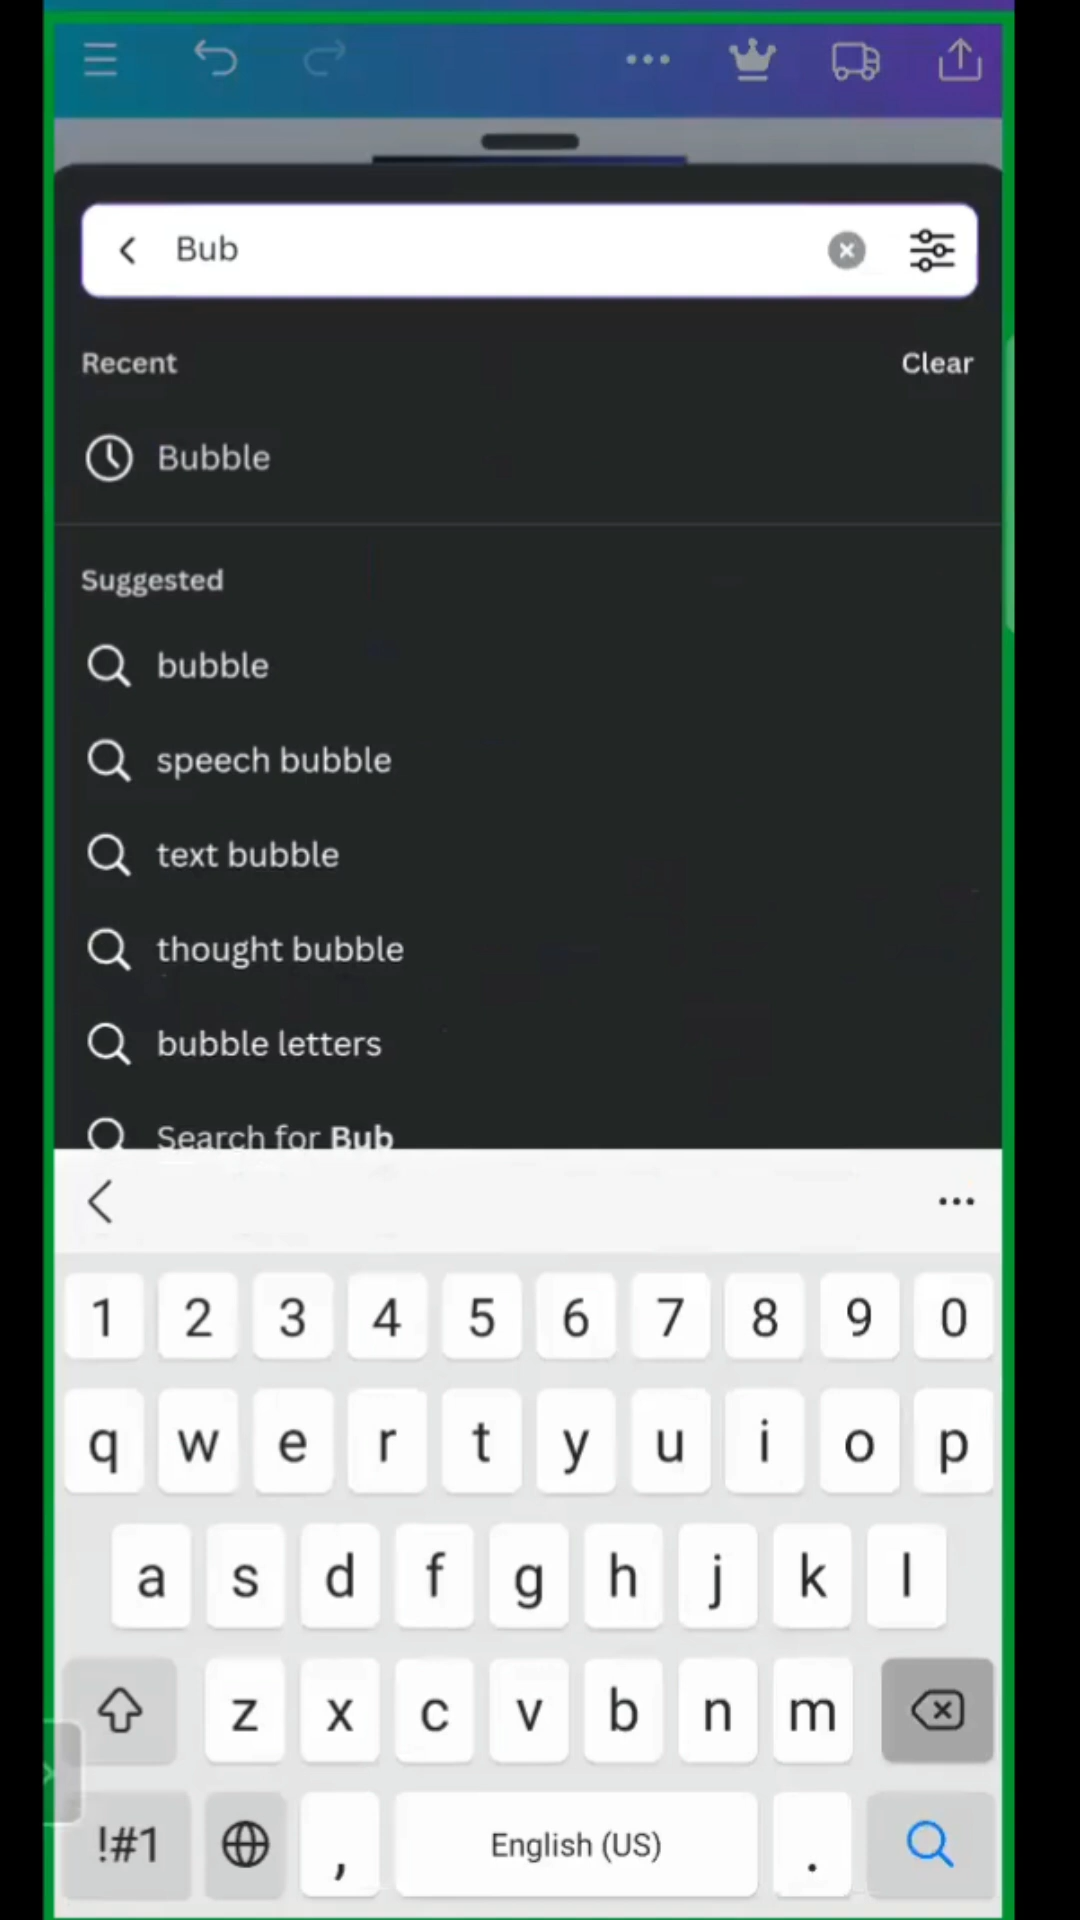 Bub
Recent Clear
Bubble
Suggested
bubble
speech bubble
text bubble
thought bubble
bubble letters
Search for Bub
1 2 3 4 5 6 7 8 9 0
q w e r t y u i o p
a s d f g h j k l
z x c v b n m
!#1 , English (US) .